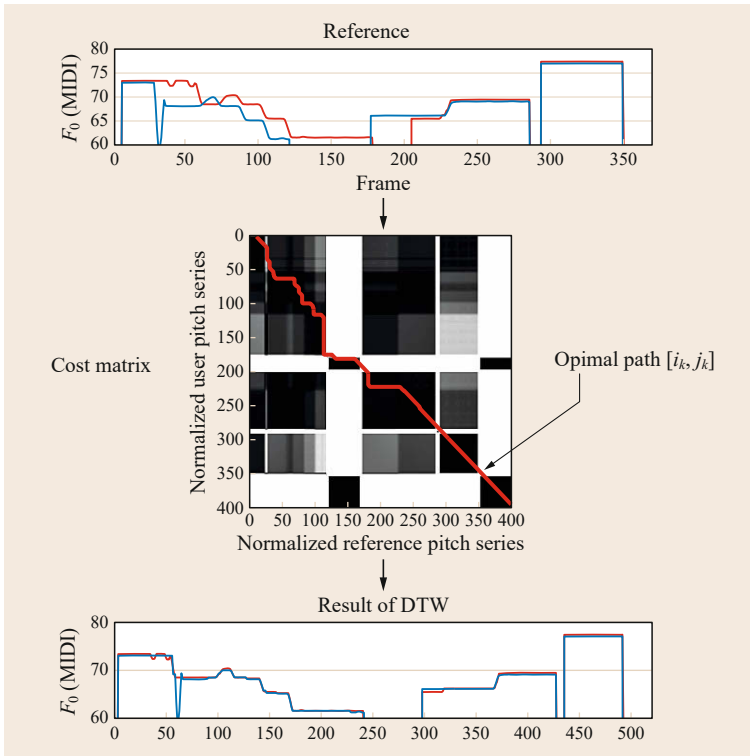 Reference
F0 (MIDI)
80
75
70
65
60
0 50 100 150 200 250 300 350
Frame
Cost matrix
Normalized user pitch series
0
50
100
150
200
250
300
350
400
0 50 100 150 200 250 300 350 400
Normalized reference pitch series
Opimal path [ik, jk]
Result of DTW
F0 (MIDI)
80
70
60
0 50 100 150 200 250 300 350 400 450 500